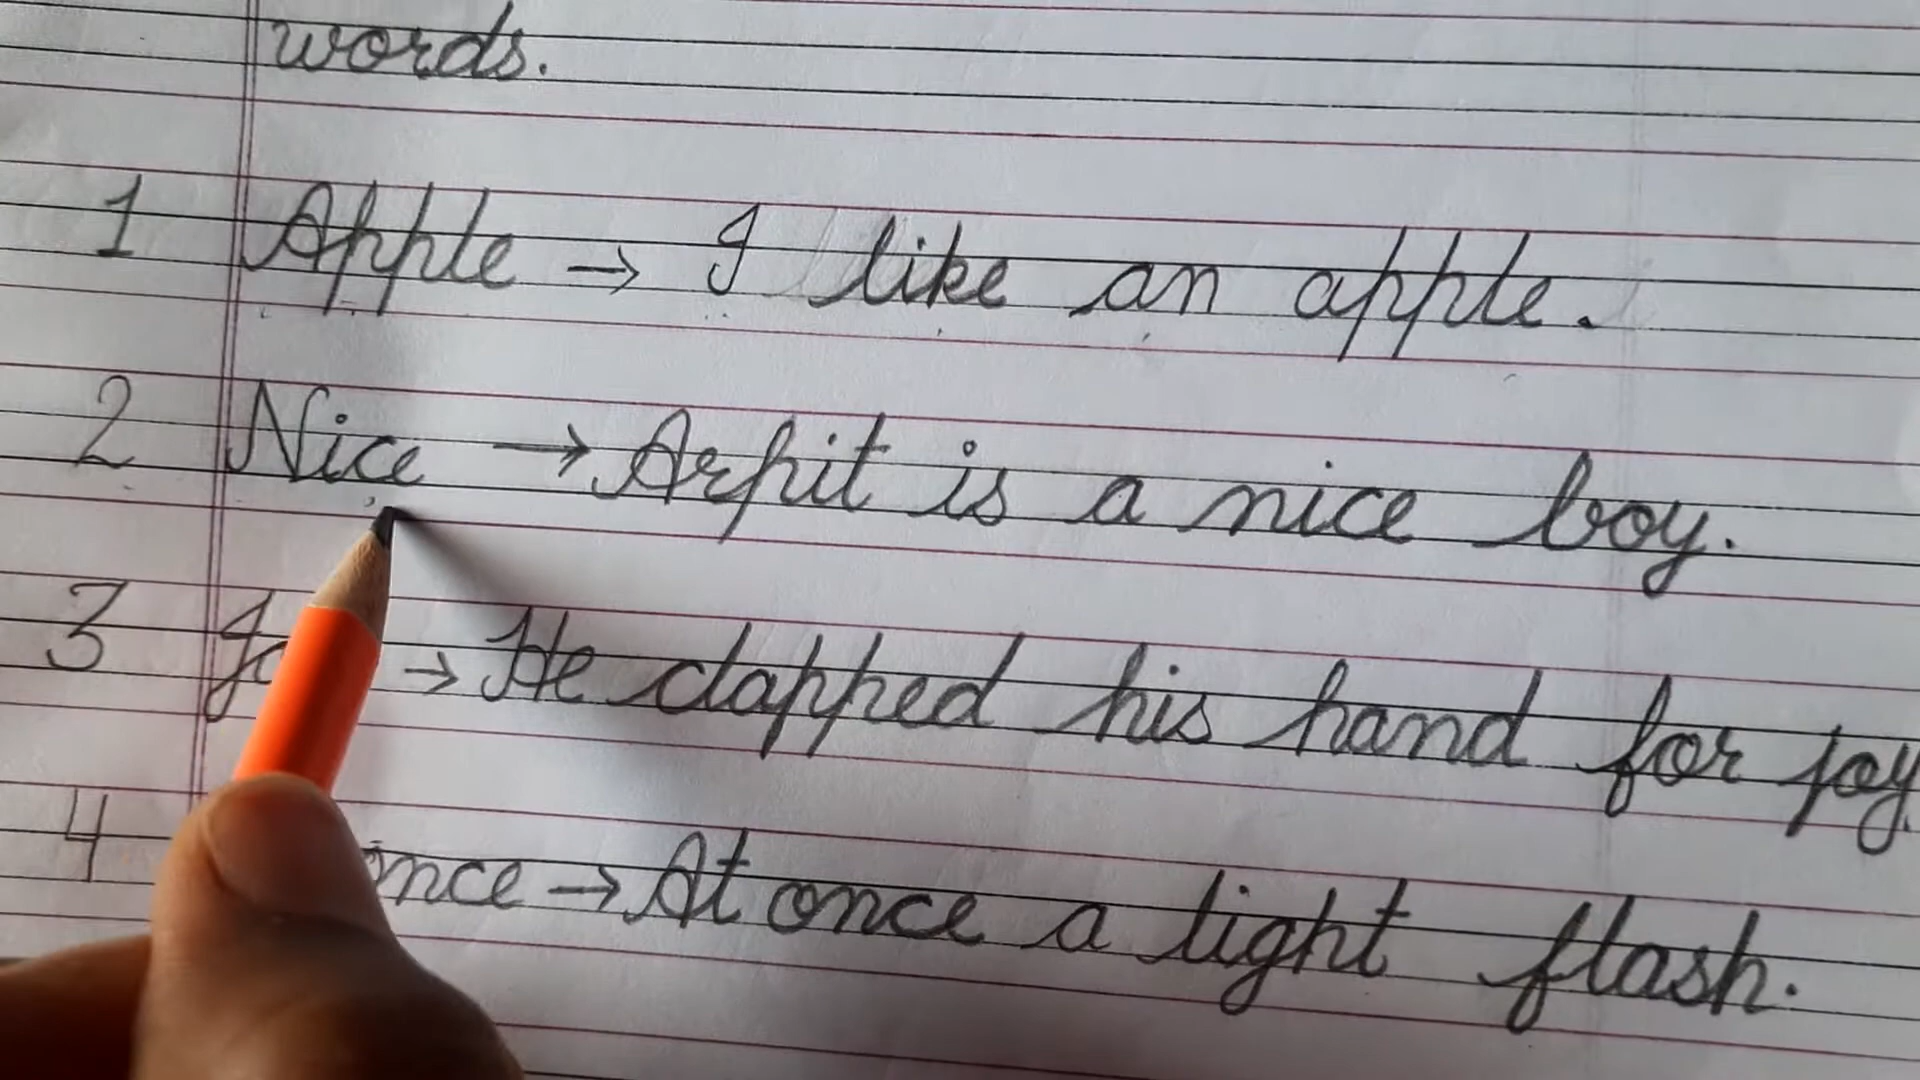 words.
1 Apple → I like an apple.
2 Nice → Arpit is a nice boy.
3 → He clapped his hand for joy.
4 once → At once a light flash.